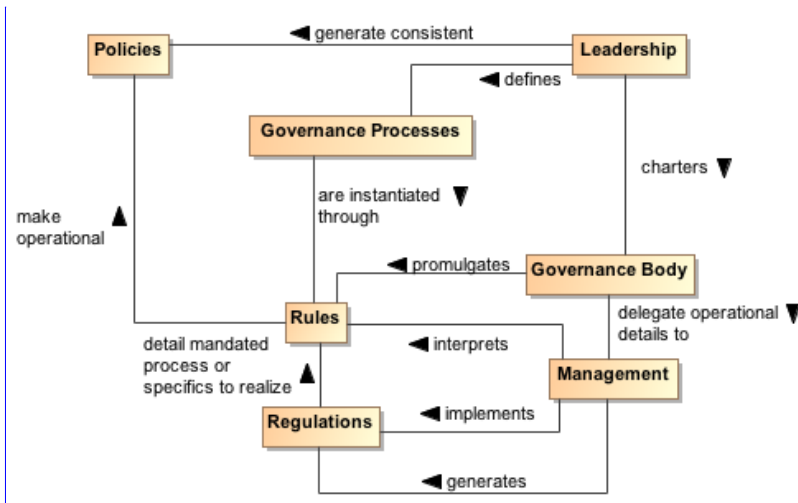 generate consistent
Policies
Leadership
defines
Governance Processes
charters
are instantiated
through
make
operational
promulgates
Governance Body
Rules
delegate operational
details to
detail mandated
process or
specifics to realize
interprets
Management
Regulations
implements
generates